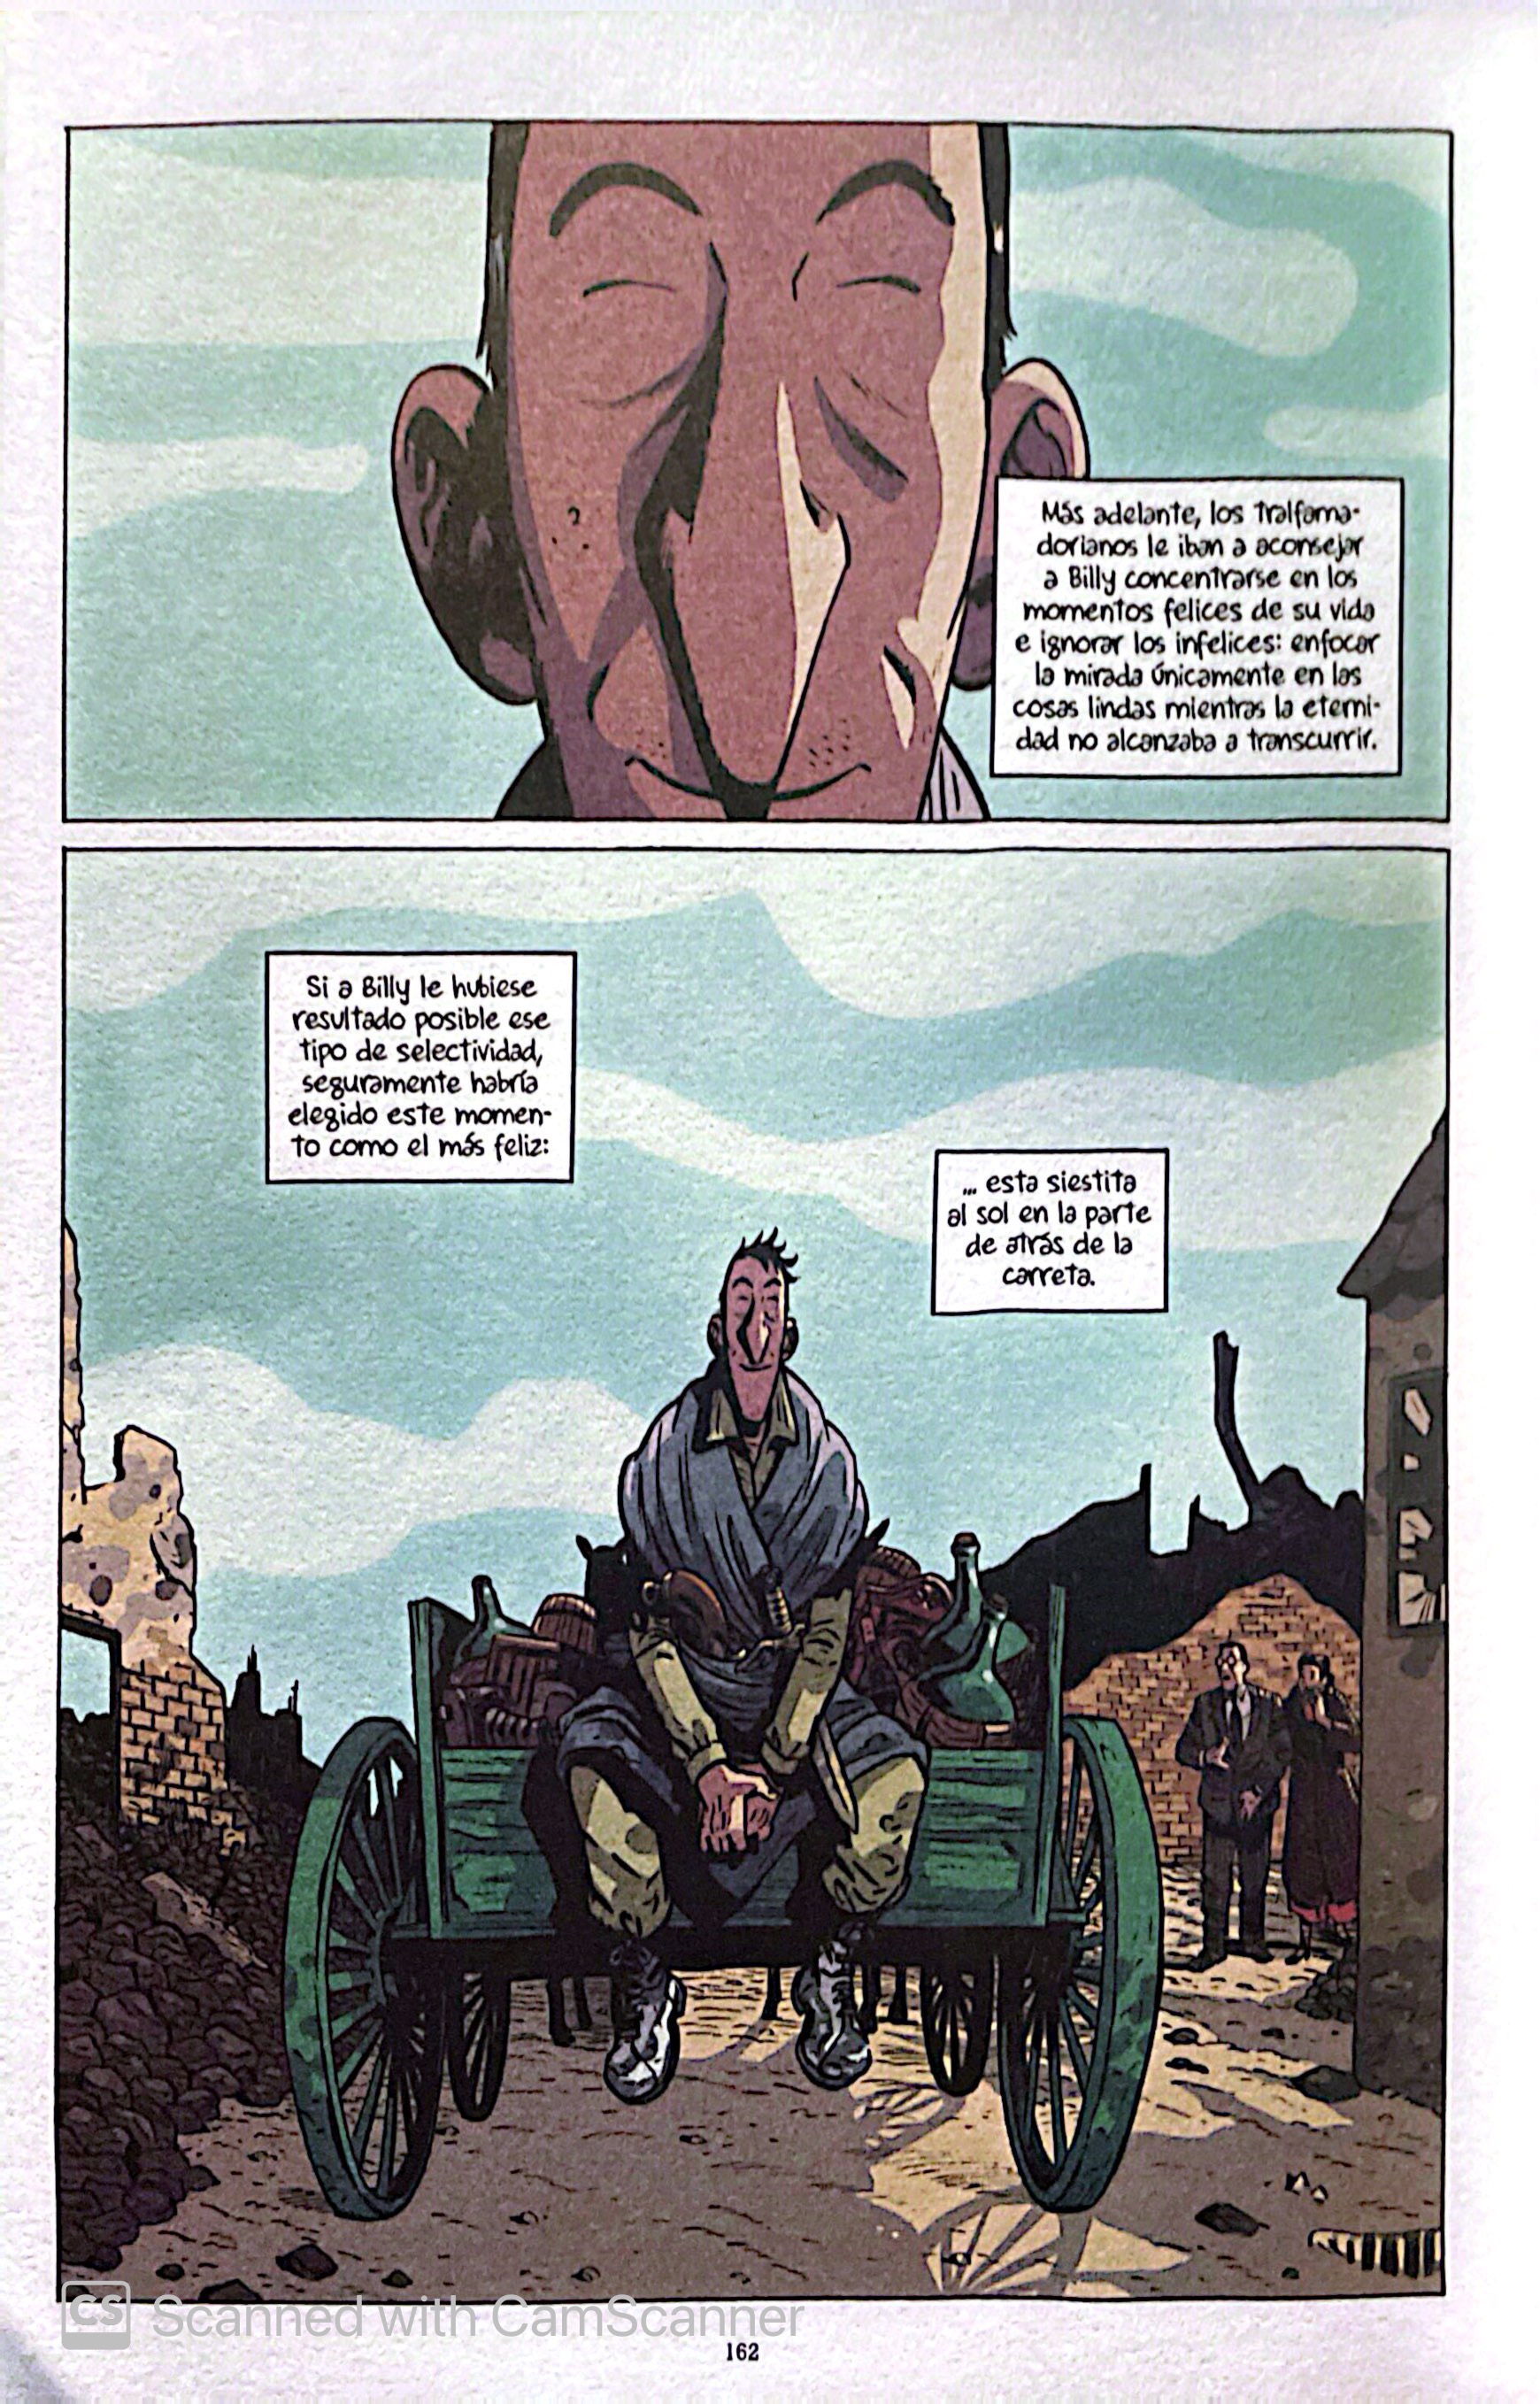 Más adelante, los tralfama-
dorianos le iban a aconsejar
a Billy concentrarse en los
momentos felices de su vida
e ignorar los infelices: enfocar
la mirada únicamente en las
cosas lindas mientras la eterni-
dad no alcanzaba a transcurrir.
Si a Billy le hubiese
resultado posible ese
tipo de selectividad,
seguramente habría
elegido este momen-
to como el más feliz:
... esta siestita
al sol en la parte
de atrás de la
carreta.
CS Scanned with CamScanner
162